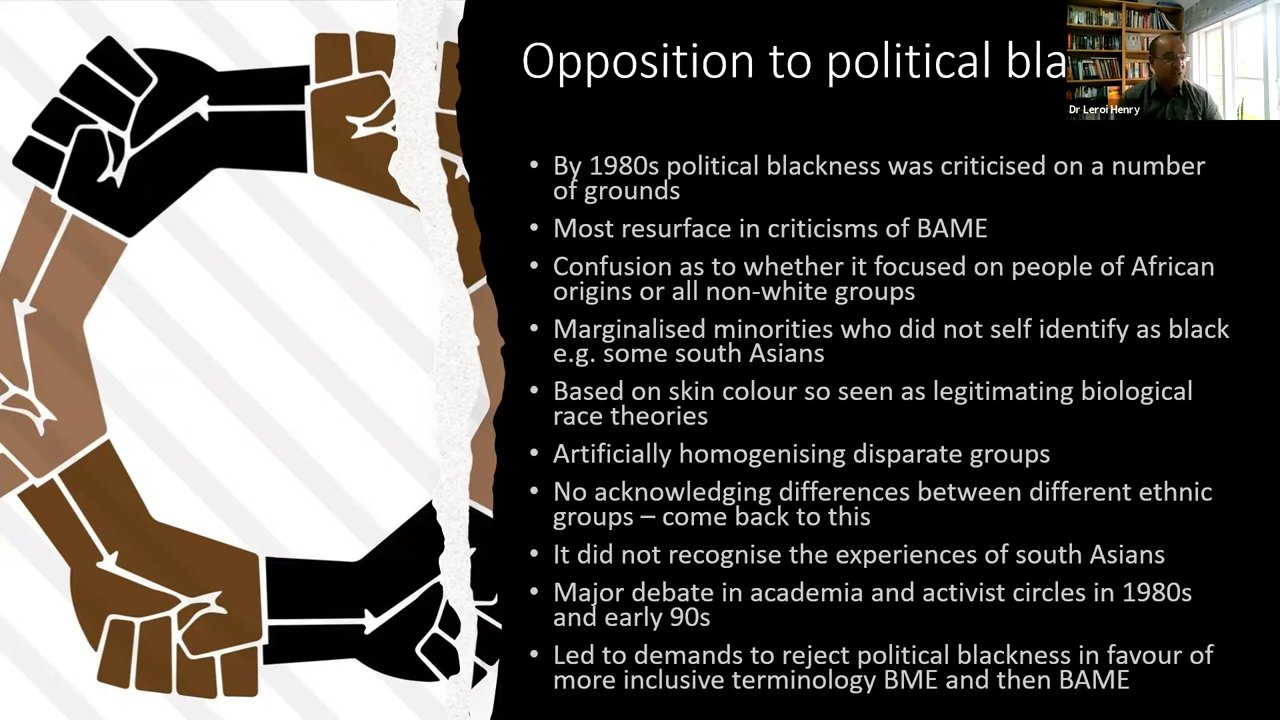 Opposition to political bla
Dr Leroi Henry
• By 1980s political blackness was criticised on a number
of grounds
• Most resurface in criticisms of BAME
• Confusion as to whether it focused on people of African
origins or all non-white groups
• Marginalised minorities who did not self identify as black
e.g. some south Asians
• Based on skin colour so seen as legitimating biological
race theories
• Artificially homogenising disparate groups
• No acknowledging differences between different ethnic
groups – come back to this
• It did not recognise the experiences of south Asians
• Major debate in academia and activist circles in 1980s
and early 90s
• Led to demands to reject political blackness in favour of
more inclusive terminology BME and then BAME